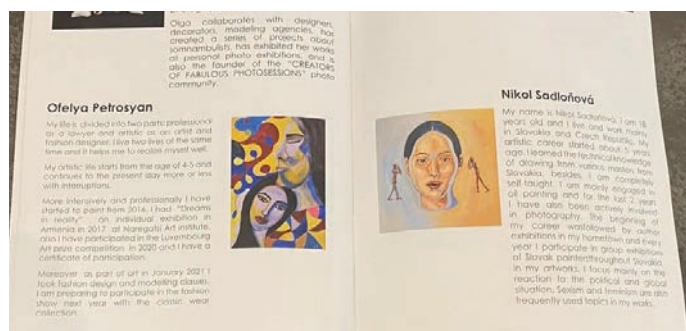 Olga collaborates with designers,
decorators, modeling agencies, has
created a series of projects about
somnambulists, has exhibited her works
at personal photo exhibitions, and is
also the founder of the "CREATORS
OF FABULOUS PHOTOSESSIONS" photo
community.
Ofelya Petrosyan
My life is divided into two parts: professional
as a lawyer and artistic as an artist and
fashion designer. I live two lives at the same
time and it helps me to realize myself well.
My artistic life starts from the age of 4-5 and
continues to the present day more or less
with interruptions.
More intensively and professionally I have
started to paint from 2016. I had "Dreams
in reality" an individual exhibition in
Armenia in 2017 at Naregatsi Art Institute,
also I have participated in the Luxembourg
Art prize competition in 2020 and I have a
certificate of participation.
Moreover as part of art in January 2021 I
took fashion design and modeling classes.
I am preparing to participate in the fashion
show next year with the classic wear
collection.
Nikol Sadloňová
My name is Nikol Sadloňová, I am 18
years old and I live and work mainly
in Slovakia and Czech Republic. My
artistic career started about 5 years
ago. I learned the technical knowledge
of drawing from various masters from
Slovakia, besides I am completely
self taught. I am mainly engaged in
oil painting and for the last 2 years
I have also been actively involved
in photography. The beginning of
my career was followed by author
exhibitions in my hometown and every
year I participate in group exhibitions
of Slovak painters throughout Slovakia.
In my artworks, I focus mainly on the
reaction to the political and global
situation. Sexism and feminism are also
frequently used topics in my works.